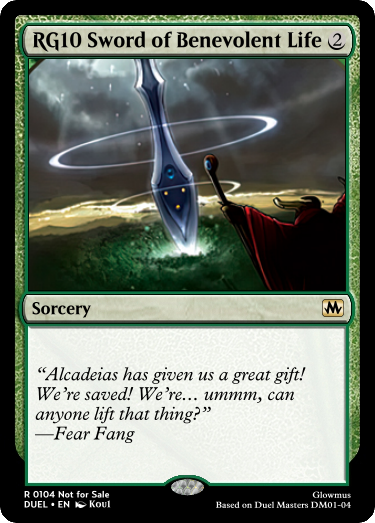 RG10 Sword of Benevolent Life 2
Sorcery M
“Alcadeias has given us a great gift!
We’re saved! We’re… ummm, can
anyone lift that thing?”
—Fear Fang
R 0104 Not for Sale
DUEL • EN Koul
Glowmus
Based on Duel Masters DM01-04